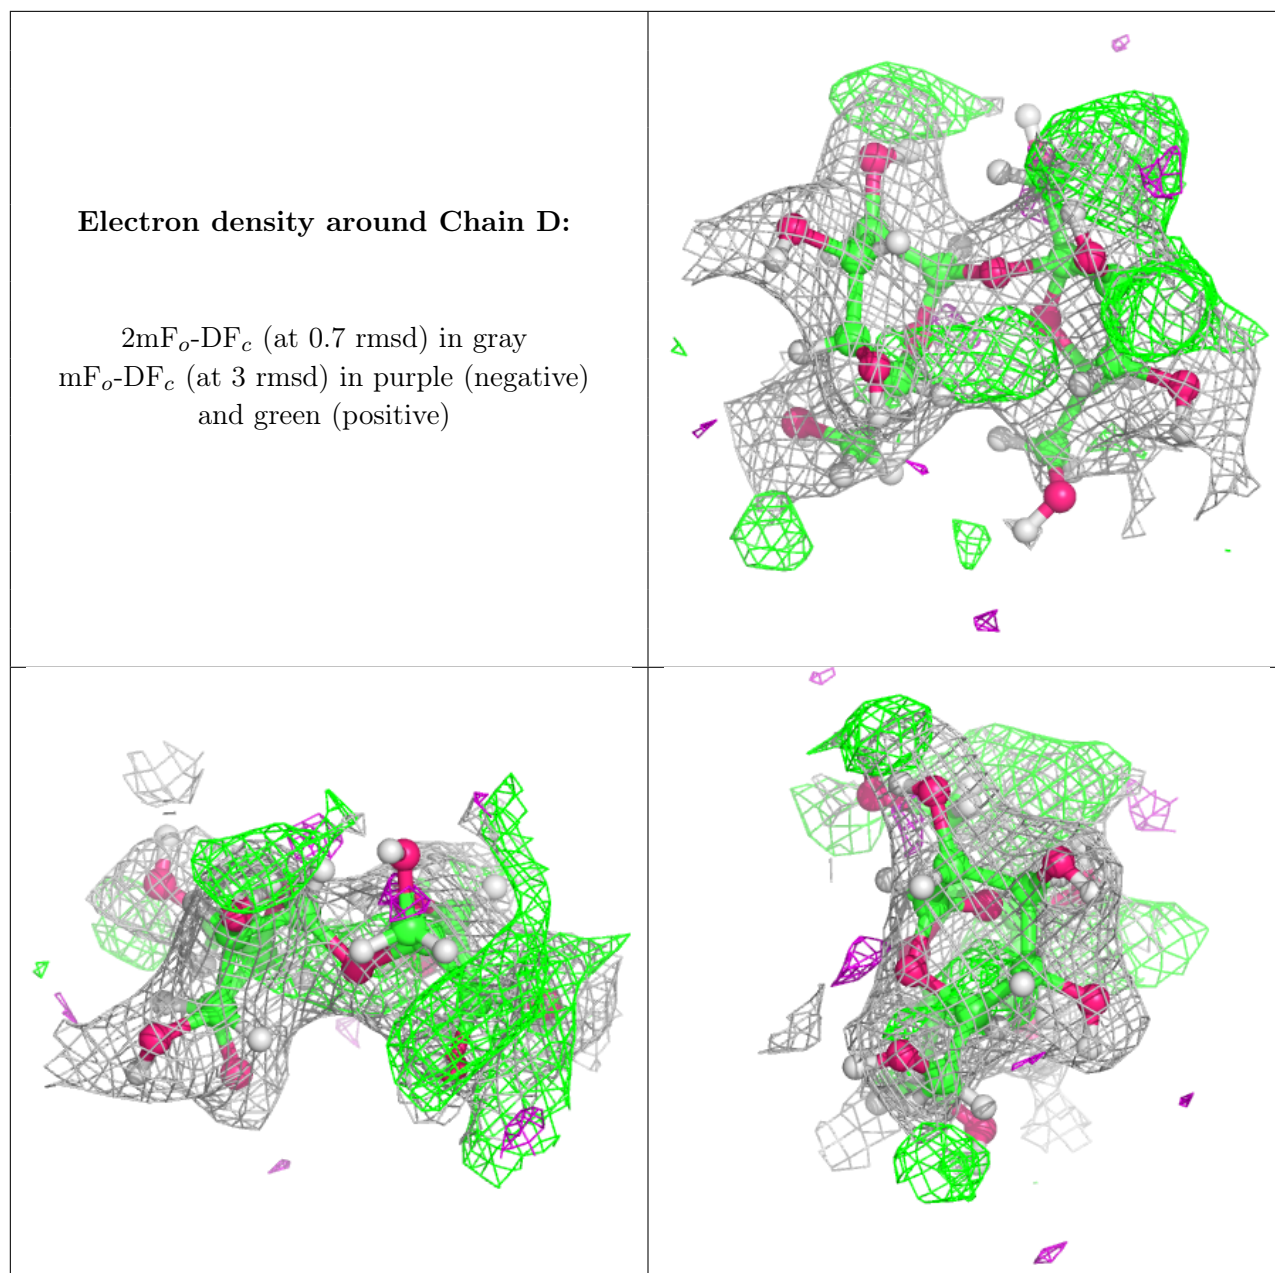 Electron density around Chain D:
2mFₒ-DF𝒸 (at 0.7 rmsd) in gray
mFₒ-DF𝒸 (at 3 rmsd) in purple (negative)
and green (positive)